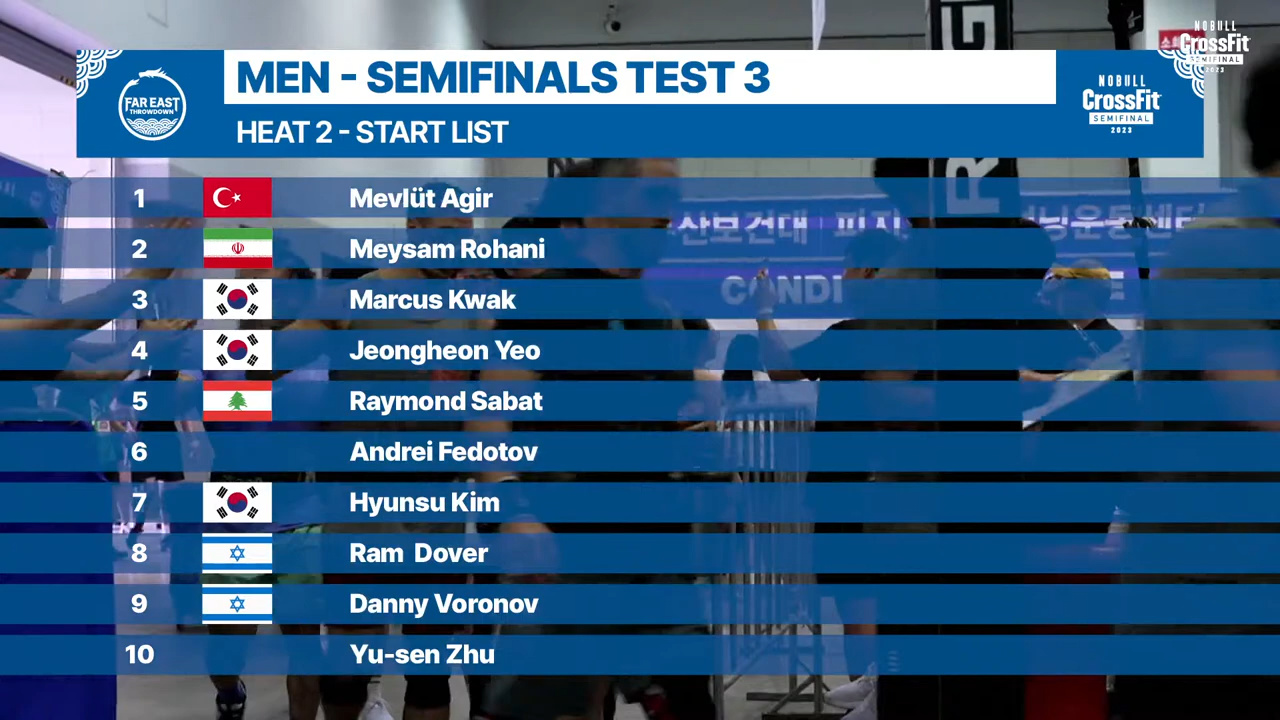 NOBULL
CrossFit
SEMIFINAL
2023
FAR EAST
THROWDOWN
MEN - SEMIFINALS TEST 3
HEAT 2 - START LIST
NOBULL
CrossFit
SEMIFINAL
2023
1 Mevlüt Agir
2 Meysam Rohani
3 Marcus Kwak
4 Jeongheon Yeo
5 Raymond Sabat
6 Andrei Fedotov
7 Hyunsu Kim
8 Ram Dover
9 Danny Voronov
10 Yu-sen Zhu
CONDI